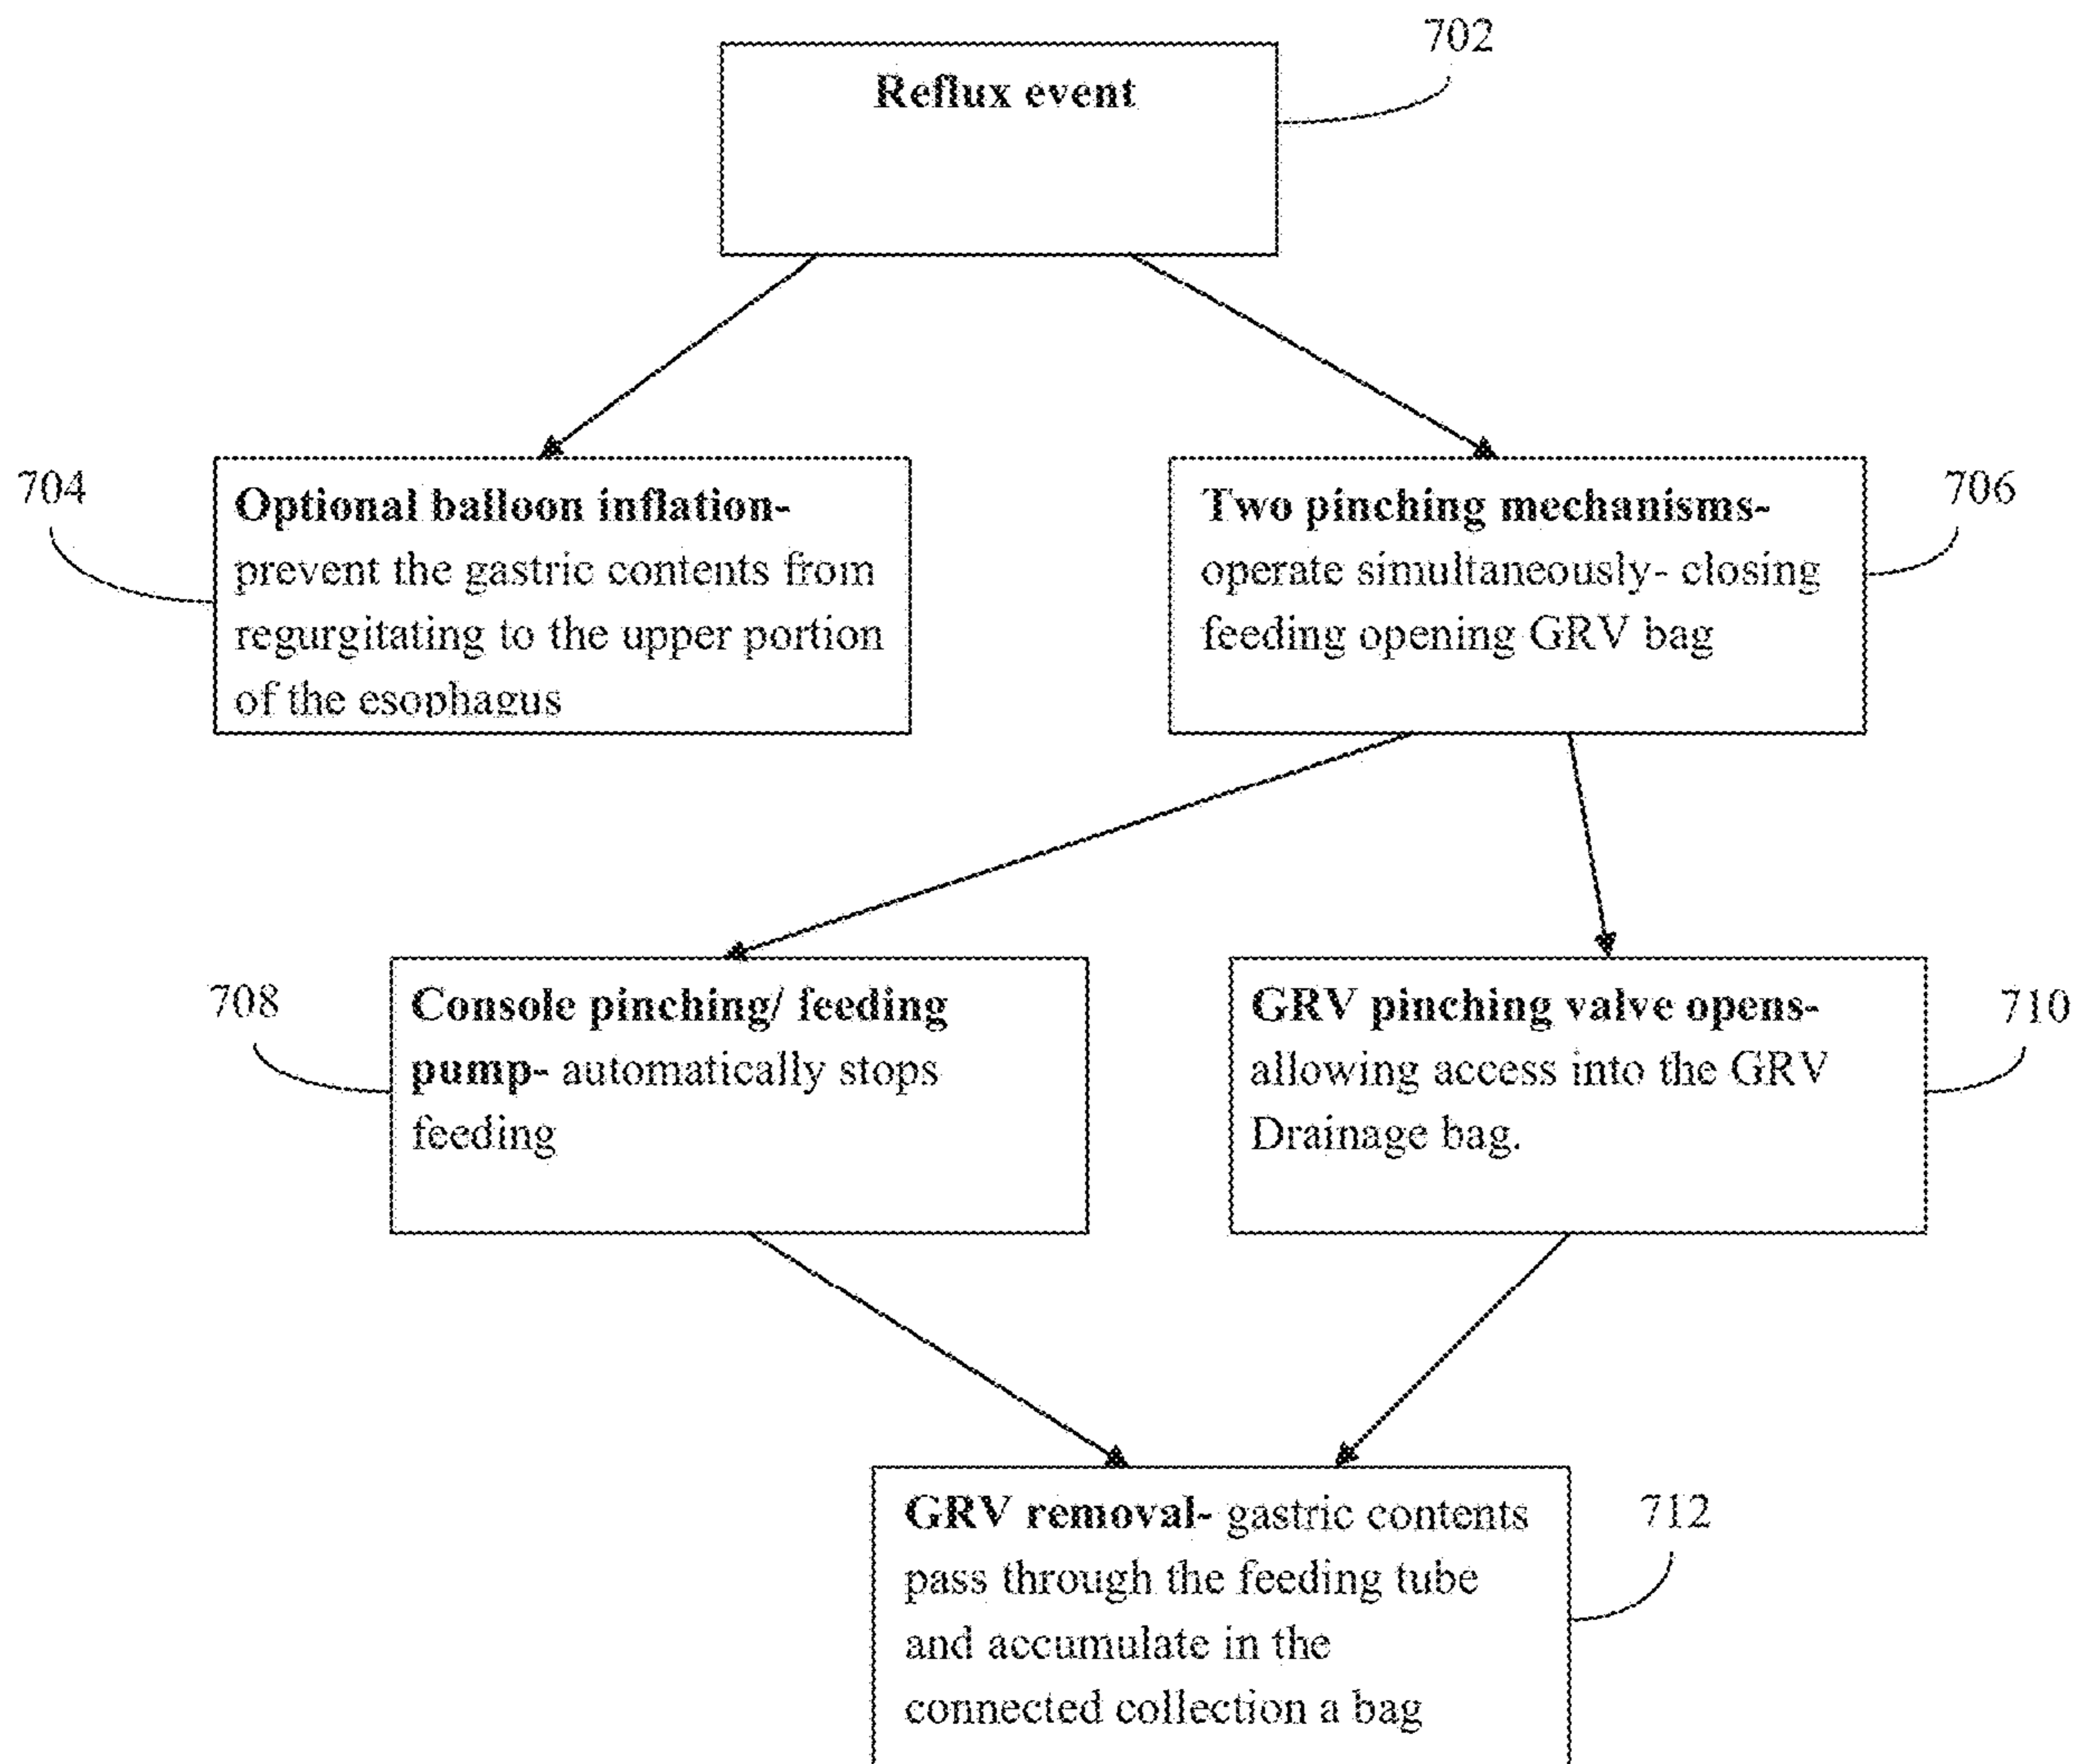 702
Reflux event
704
Optional balloon inflation-
prevent the gastric contents from
regurgitating to the upper portion
of the esophagus
706
Two pinching mechanisms-
operate simultaneously- closing
feeding opening GRV bag
708
Console pinching/ feeding
pump- automatically stops
feeding
710
GRV pinching valve opens-
allowing access into the GRV
Drainage bag.
712
GRV removal- gastric contents
pass through the feeding tube
and accumulate in the
connected collection a bag